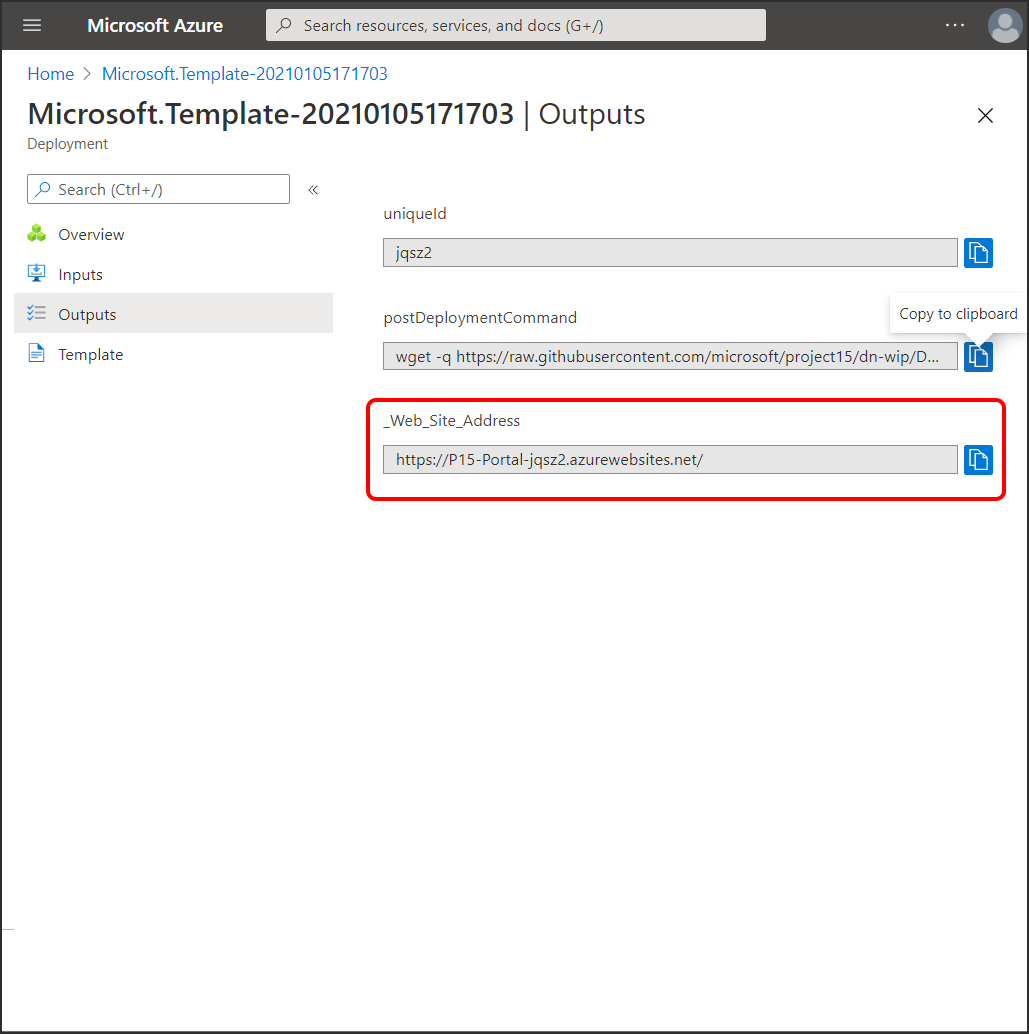 Microsoft Azure
Search resources, services, and docs (G+/)
...
Home > Microsoft.Template-20210105171703
Microsoft.Template-20210105171703 | Outputs
Deployment
Search (Ctrl+/)
«
Overview
Inputs
Outputs
Template
uniqueId
jqsz2
postDeploymentCommand
Copy to clipboard
wget -q https://raw.githubusercontent.com/microsoft/project15/dn-wip/D...
_Web_Site_Address
https://P15-Portal-jqsz2.azurewebsites.net/